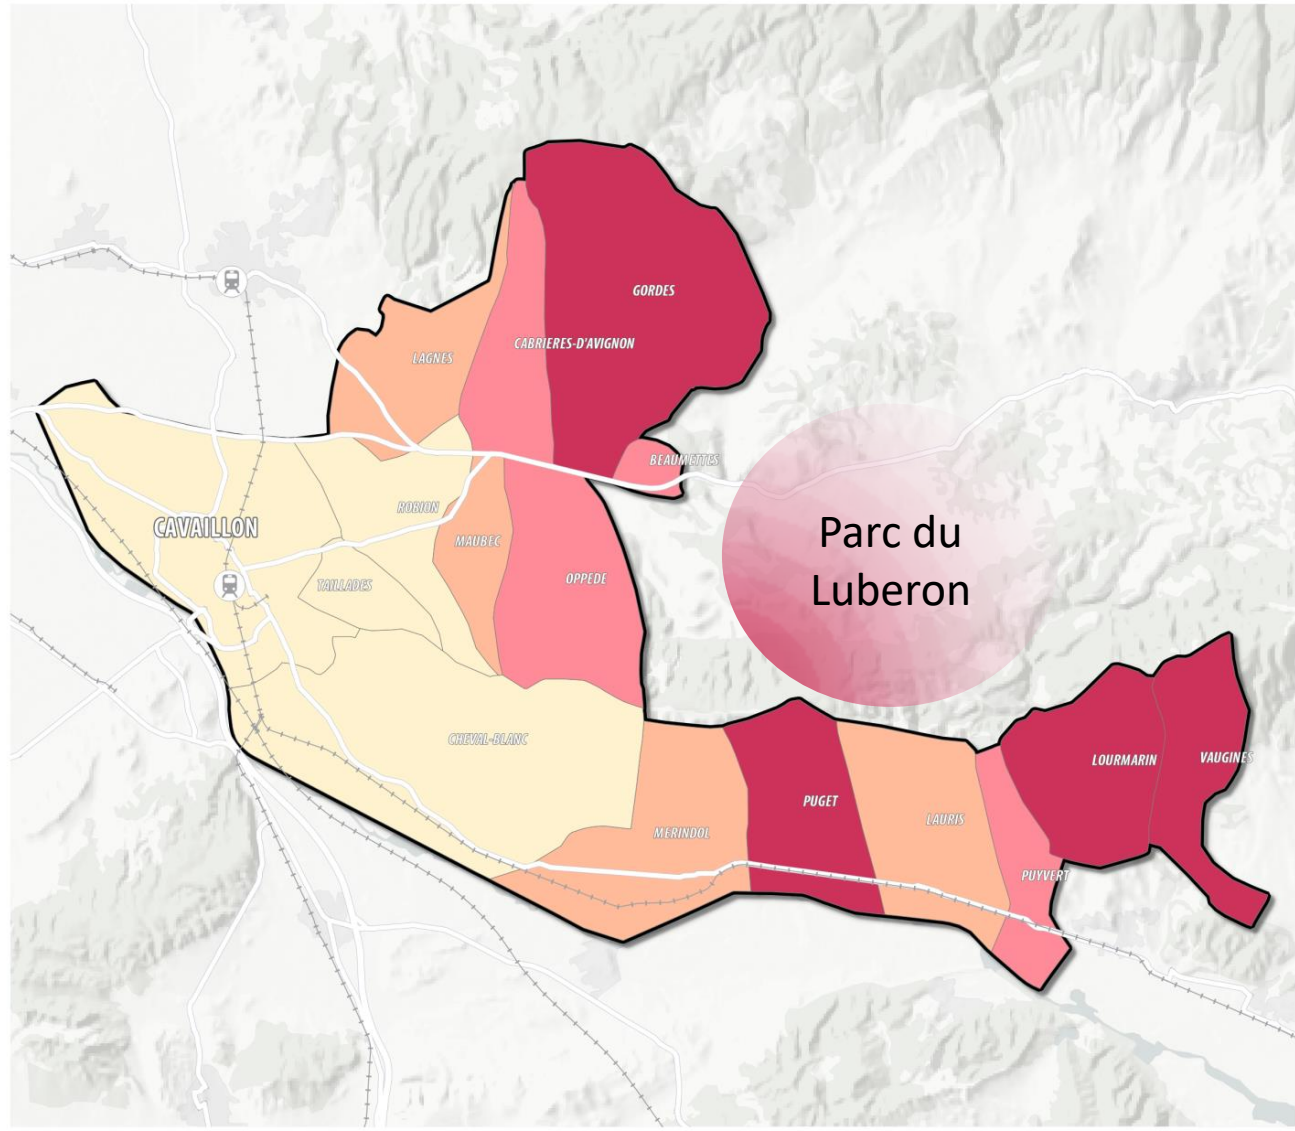 GORDES
CABRIERES-D'AVIGNON
LAGNES
BEAUMETTES
ROBION
CAVAILLON
MAUBEC
TAILLADES
OPPEDE
Parc du
Luberon
CHEVAL-BLANC
LOURMARIN
VAUGINES
PUGET
LAURIS
MERINDOL
PUYVERT